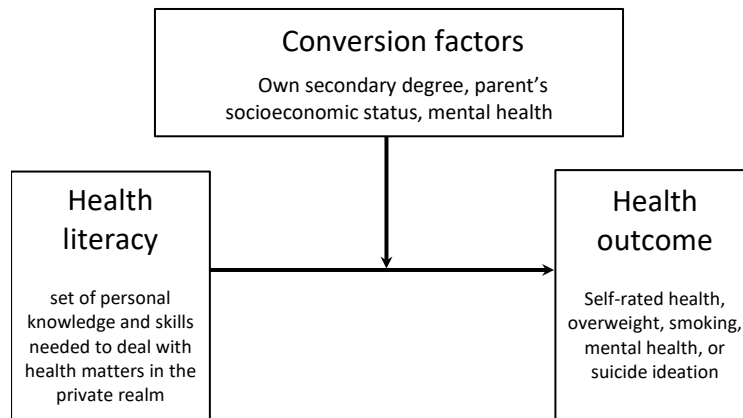 Conversion factors
Own secondary degree, parent's
socioeconomic status, mental health
Health
literacy
set of personal
knowledge and skills
needed to deal with
health matters in the
private realm
Health
outcome
Self-rated health,
overweight, smoking,
mental health, or
suicide ideation